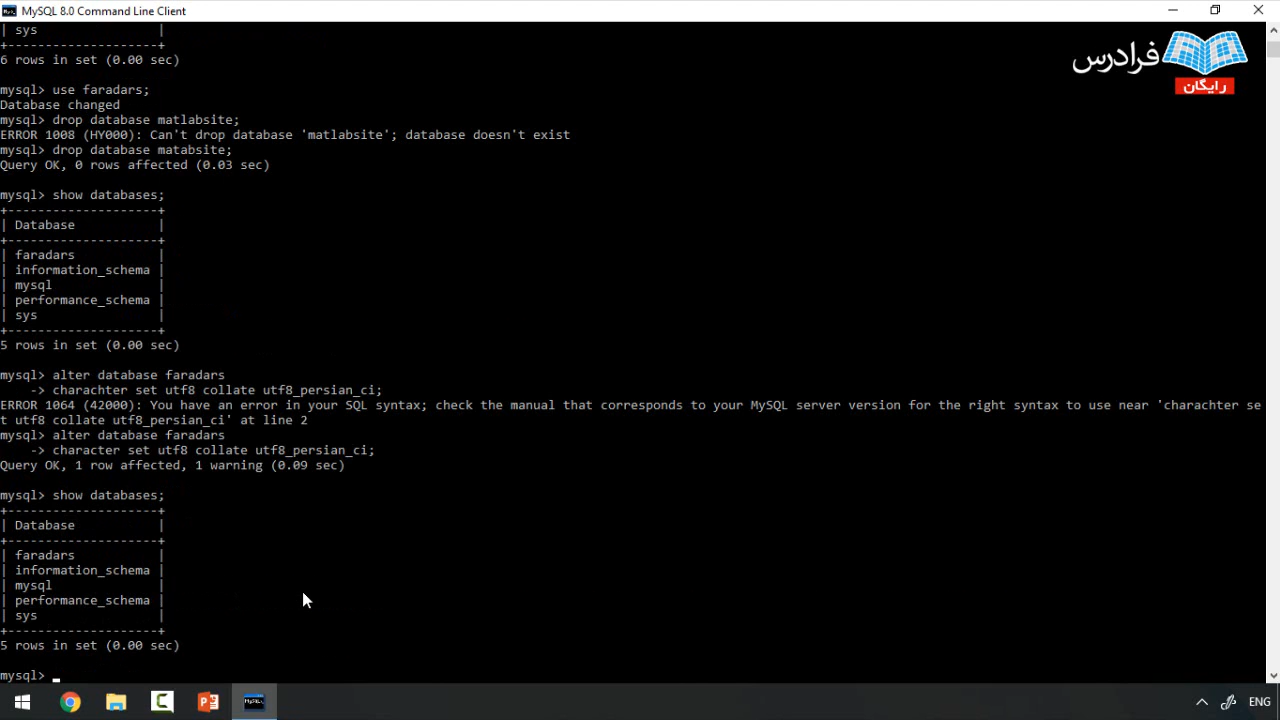 MySQL 8.0 Command Line Client
| sys                |
+--------------------+
6 rows in set (0.00 sec)
mysql> use faradars;
Database changed
mysql> drop database matlabsite;
ERROR 1008 (HY000): Can't drop database 'matlabsite'; database doesn't exist
mysql> drop database matabsite;
Query OK, 0 rows affected (0.03 sec)
mysql> show databases;
+--------------------+
| Database           |
+--------------------+
| faradars           |
| information_schema |
| mysql              |
| performance_schema |
| sys                |
+--------------------+
5 rows in set (0.00 sec)
mysql> alter database faradars
    -> charachter set utf8 collate utf8_persian_ci;
ERROR 1064 (42000): You have an error in your SQL syntax; check the manual that corresponds to your MySQL server version for the right syntax to use near 'charachter se
t utf8 collate utf8_persian_ci' at line 2
mysql> alter database faradars
    -> character set utf8 collate utf8_persian_ci;
Query OK, 1 row affected, 1 warning (0.09 sec)
mysql> show databases;
+--------------------+
| Database           |
+--------------------+
| faradars           |
| information_schema |
| mysql              |
| performance_schema |
| sys                |
+--------------------+
5 rows in set (0.00 sec)
mysql>
فرادرس
رایگان
ENG